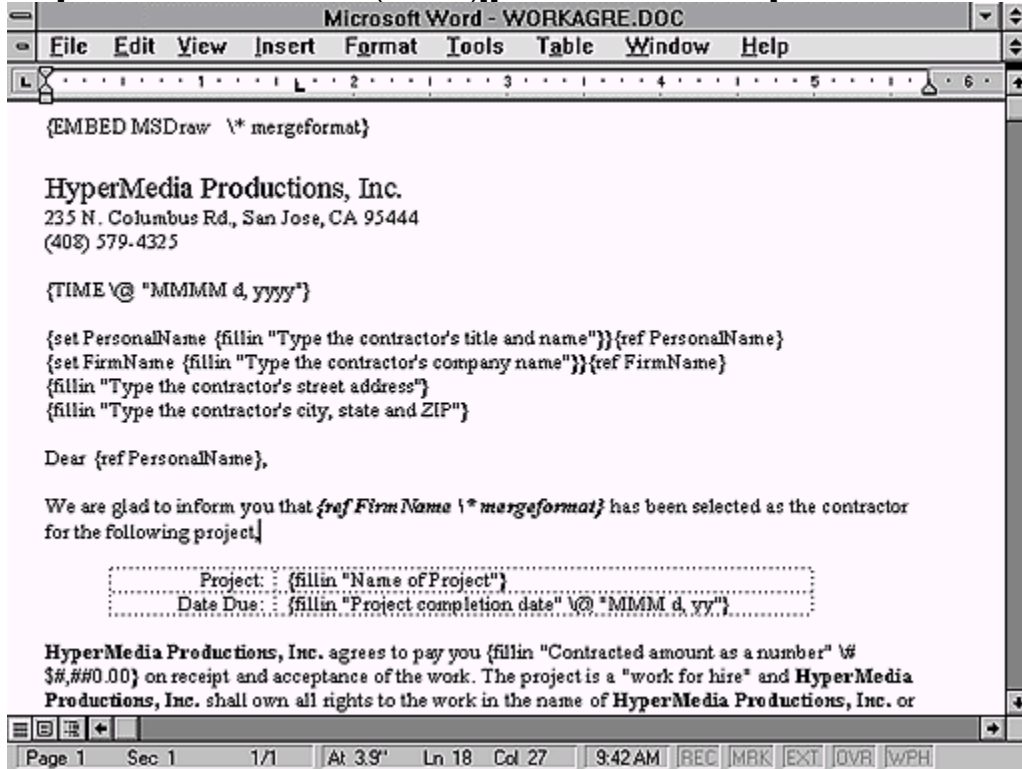 Microsoft Word - WORKAGRE.DOC
File Edit View Insert Format Tools Table Window Help
L 1 2 3 4 5 6
{EMBED MSDraw \* mergeformat}
HyperMedia Productions, Inc.
235 N. Columbus Rd., San Jose, CA 95444
(408) 579-4325
{TIME \@ "MMMM d, yyyy"}
{set PersonalName {fillin "Type the contractor's title and name"}}{ref PersonalName}
{set FirmName {fillin "Type the contractor's company name"}}{ref FirmName}
{fillin "Type the contractor's street address"}
{fillin "Type the contractor's city, state and ZIP"}
Dear {ref PersonalName},
We are glad to inform you that {ref FirmName \* mergeformat} has been selected as the contractor
for the following project,
Project: {fillin "Name of Project"}
Date Due: {fillin "Project completion date" \@ "MMM d, yy"}
HyperMedia Productions, Inc. agrees to pay you {fillin "Contracted amount as a number" \#
$#,##0.00} on receipt and acceptance of the work. The project is a "work for hire" and HyperMedia
Productions, Inc. shall own all rights to the work in the name of HyperMedia Productions, Inc. or
Page 1 Sec 1 1/1 At 3.9" Ln 18 Col 27 9:42 AM REC MRK EXT OVR WPH